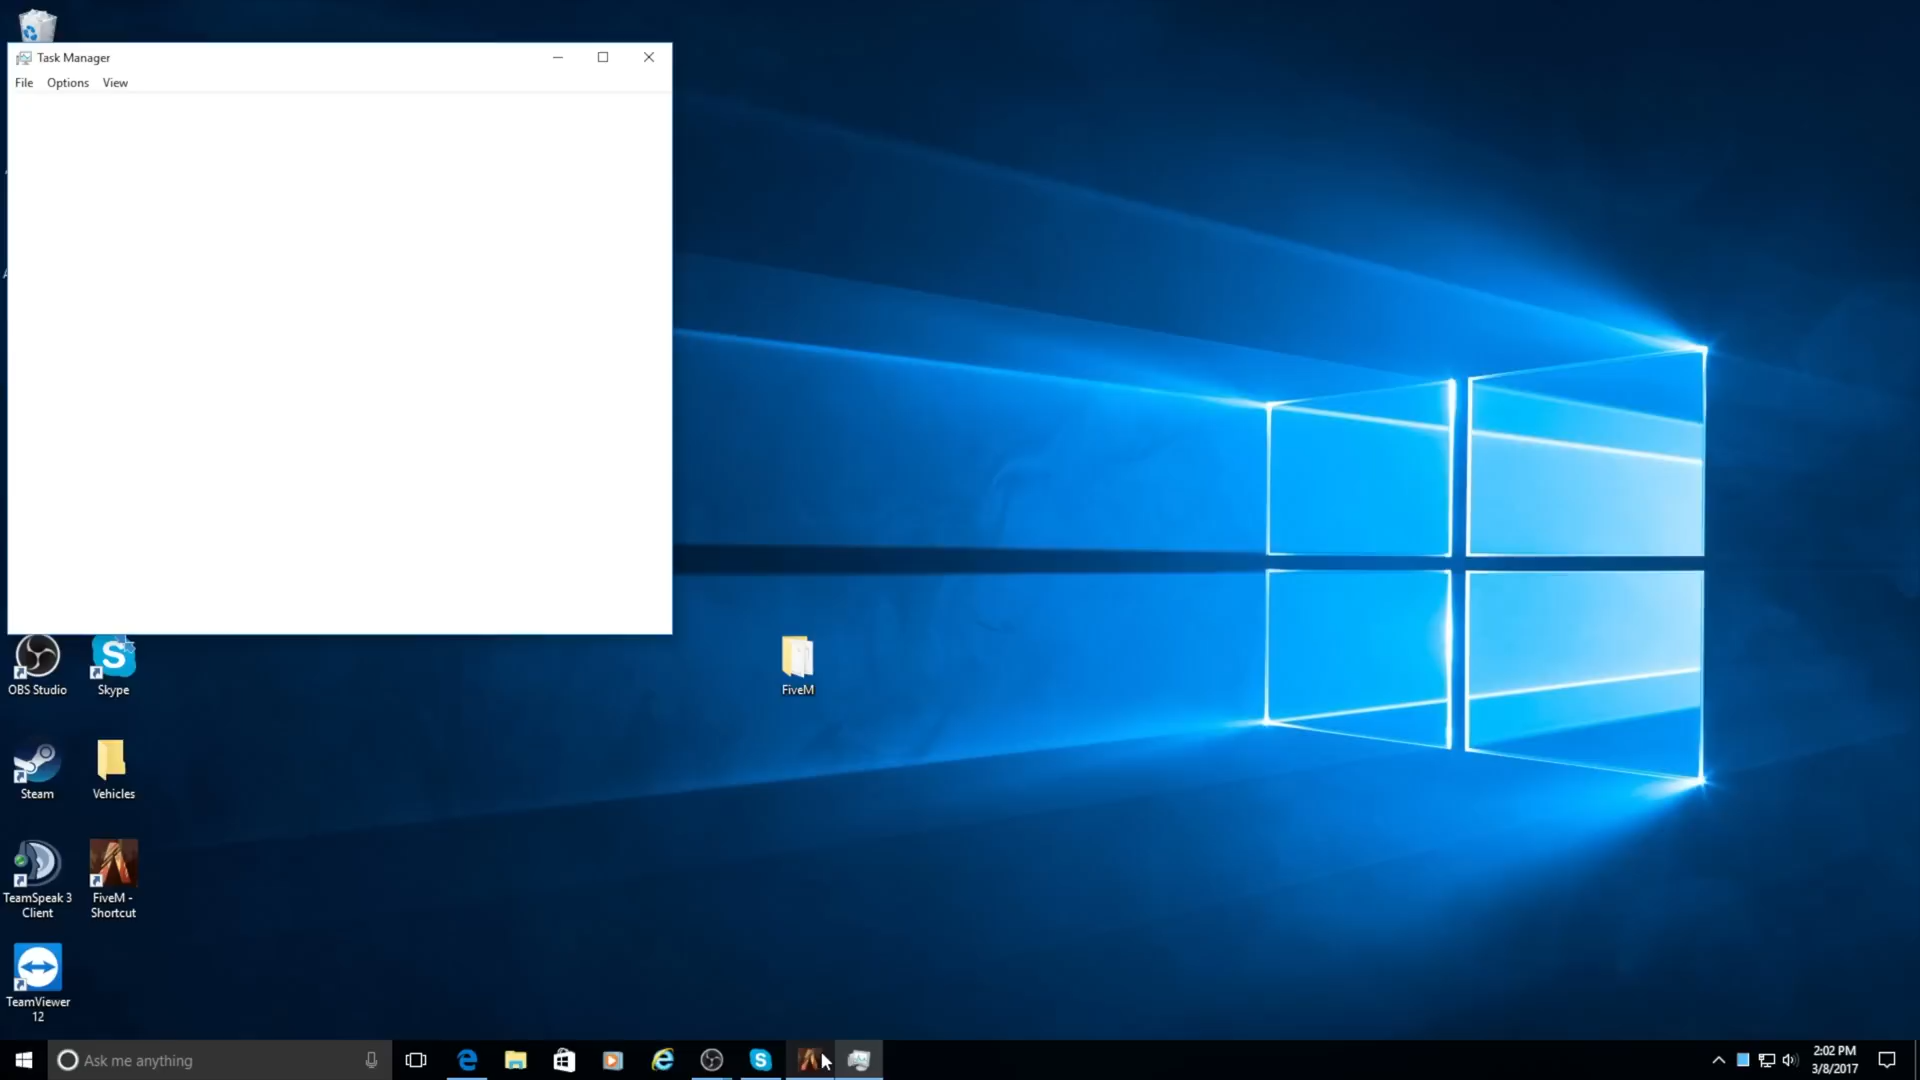 Task Manager
File Options View
OBS Studio
Skype
FiveM
Steam
Vehicles
TeamSpeak 3
Client
FiveM -
Shortcut
TeamViewer
12
Ask me anything
2:02 PM
3/8/2017